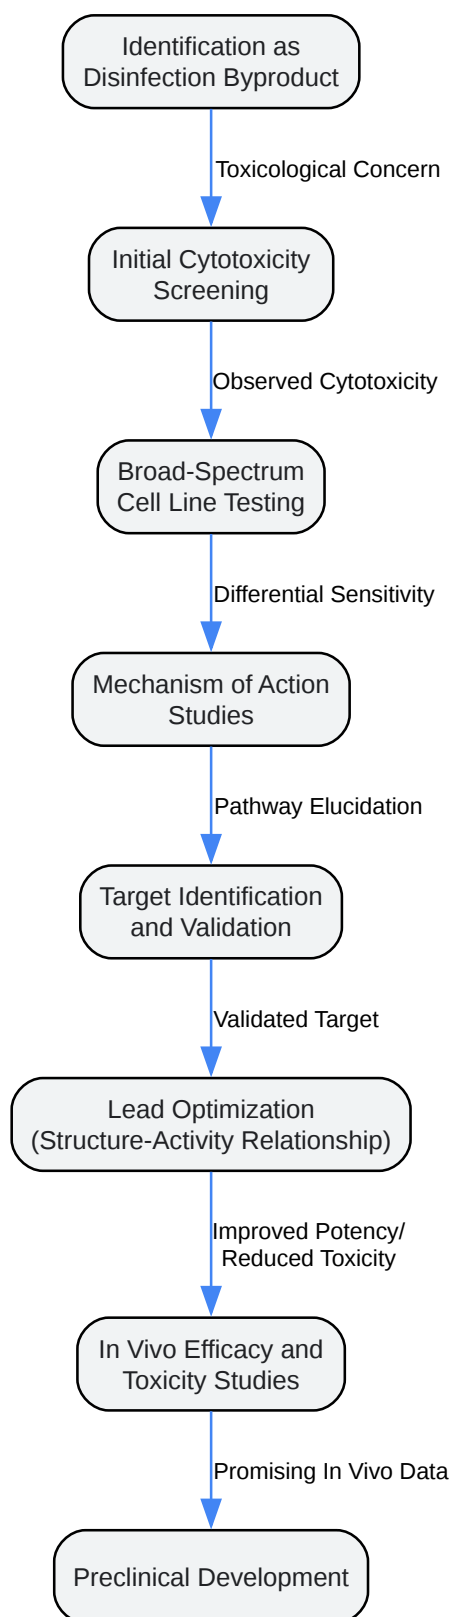 Identification as
Disinfection Byproduct
Toxicological Concern
Initial Cytotoxicity
Screening
Observed Cytotoxicity
Broad-Spectrum
Cell Line Testing
Differential Sensitivity
Mechanism of Action
Studies
Pathway Elucidation
Target Identification
and Validation
Validated Target
Lead Optimization
(Structure-Activity Relationship)
Improved Potency/
Reduced Toxicity
In Vivo Efficacy and
Toxicity Studies
Promising In Vivo Data
Preclinical Development